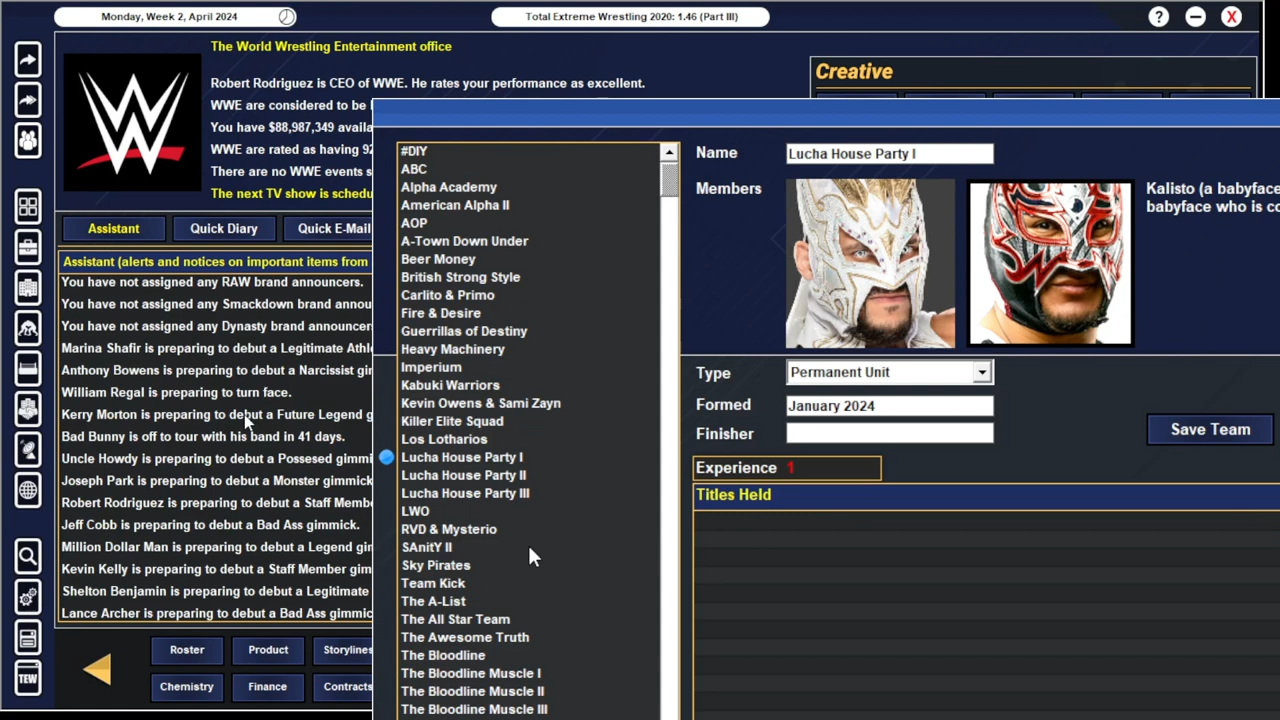 Monday, Week 2, April 2024
Total Extreme Wrestling 2020: 1.46 (Part III)
?
X
The World Wrestling Entertainment office
Robert Rodriguez is CEO of WWE. He rates your performance as excellent.
WWE are considered to be
You have $88,987,349 availa
WWE are rated as having 92
There are no WWE events s
The next TV show is schedu
Creative
Assistant
Quick Diary
Quick E-Mail
Assistant (alerts and notices on important items from
You have not assigned any RAW brand announcers.
You have not assigned any Smackdown brand annou
You have not assigned any Dynasty brand announcers
Marina Shafir is preparing to debut a Legitimate Athl
Anthony Bowens is preparing to debut a Narcissist gi
William Regal is preparing to turn face.
Kerry Morton is preparing to debut a Future Legend g
Bad Bunny is off to tour with his band in 41 days.
Uncle Howdy is preparing to debut a Possesed gimmi
Joseph Park is preparing to debut a Monster gimmick
Robert Rodriguez is preparing to debut a Staff Memb
Jeff Cobb is preparing to debut a Bad Ass gimmick.
Million Dollar Man is preparing to debut a Legend gi
Kevin Kelly is preparing to debut a Staff Member gim
Shelton Benjamin is preparing to debut a Legitimate
Lance Archer is preparing to debut a Bad Ass gimmic
Roster
Product
Storylines
Chemistry
Finance
Contracts
TEW
#DIY
ABC
Alpha Academy
American Alpha II
AOP
A-Town Down Under
Beer Money
British Strong Style
Carlito & Primo
Fire & Desire
Guerrillas of Destiny
Heavy Machinery
Imperium
Kabuki Warriors
Kevin Owens & Sami Zayn
Killer Elite Squad
Los Lotharios
Lucha House Party I
Lucha House Party II
Lucha House Party III
LWO
RVD & Mysterio
SAnitY II
Sky Pirates
Team Kick
The A-List
The All Star Team
The Awesome Truth
The Bloodline
The Bloodline Muscle I
The Bloodline Muscle II
The Bloodline Muscle III
Name
Lucha House Party I
Members
Kalisto (a babyface
babyface who is co
Type
Permanent Unit
Formed
January 2024
Finisher
Save Team
Experience 1
Titles Held